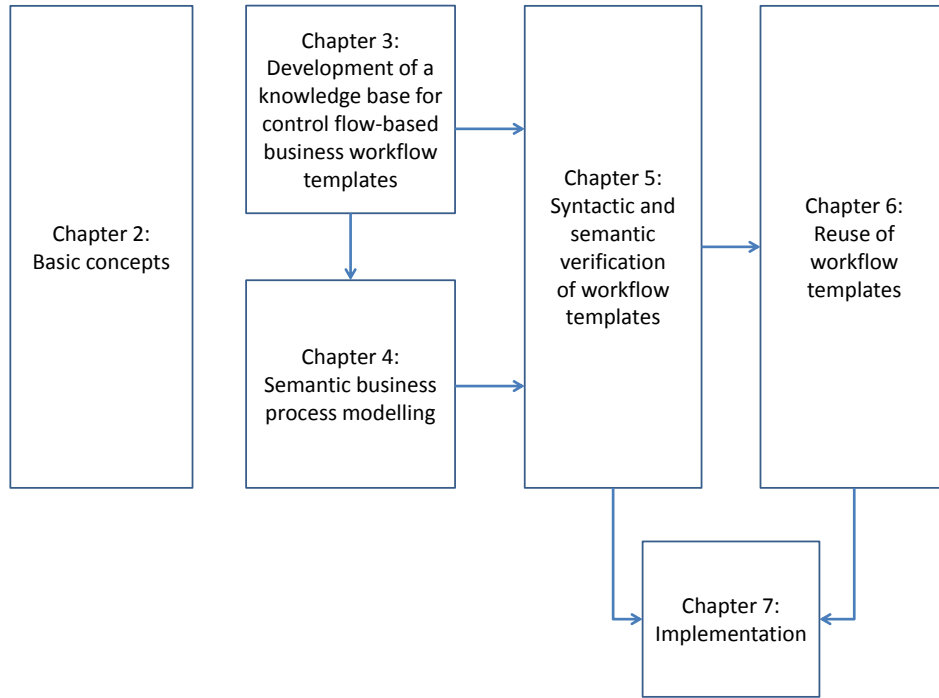 Chapter 2:
Basic concepts
Chapter 3:
Development of a
knowledge base for
control flow-based
business workflow
templates
Chapter 4:
Semantic business
process modelling
Chapter 5:
Syntactic and
semantic
verification
of workflow
templates
Chapter 6:
Reuse of
workflow
templates
Chapter 7:
Implementation